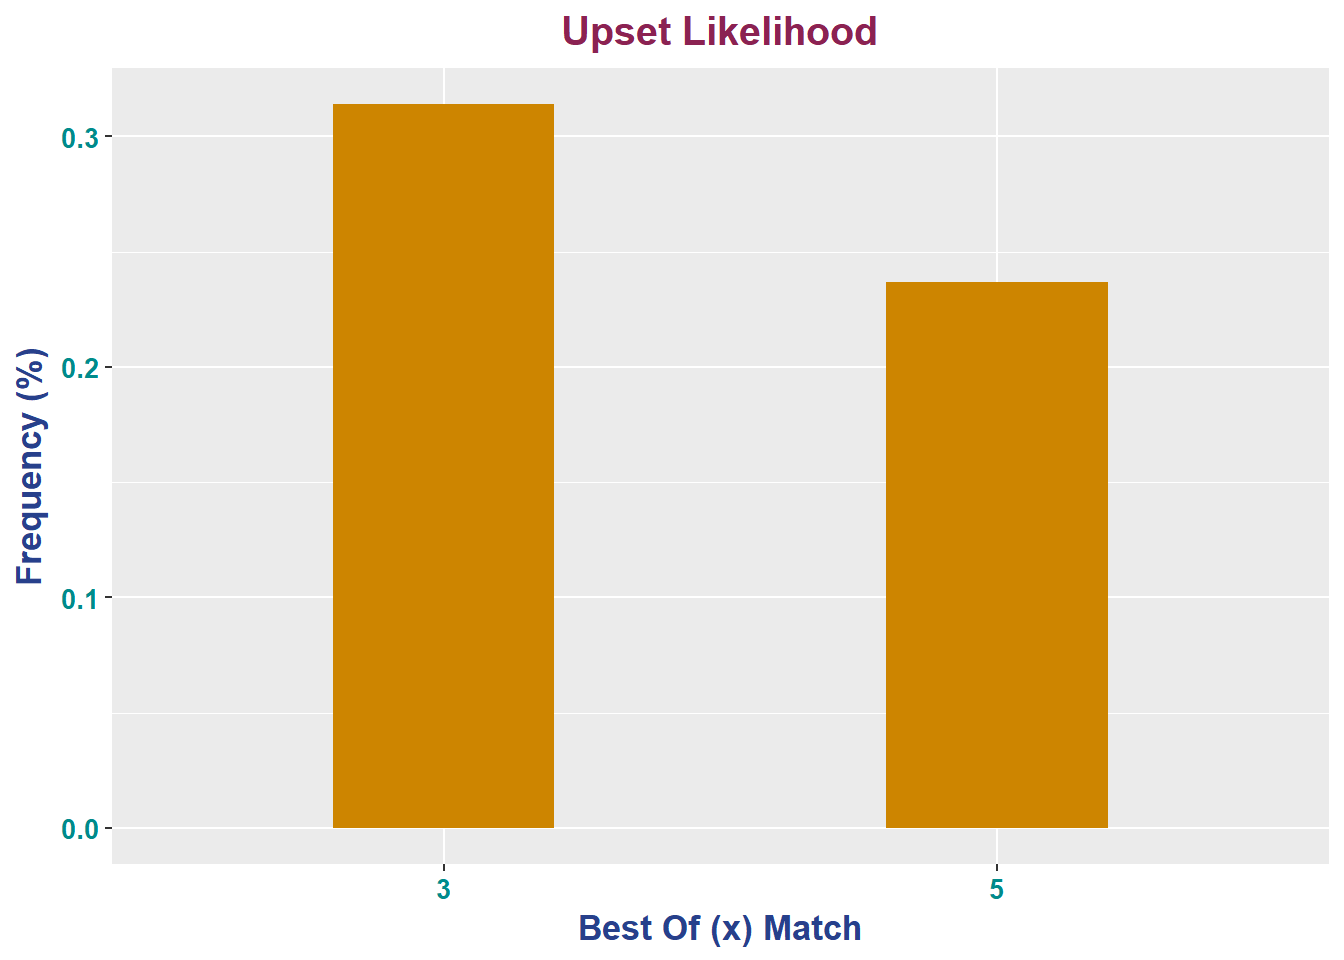 Upset Likelihood
Frequency (%)
0.3
0.2
0.1
0.0
3
5
Best Of (x) Match